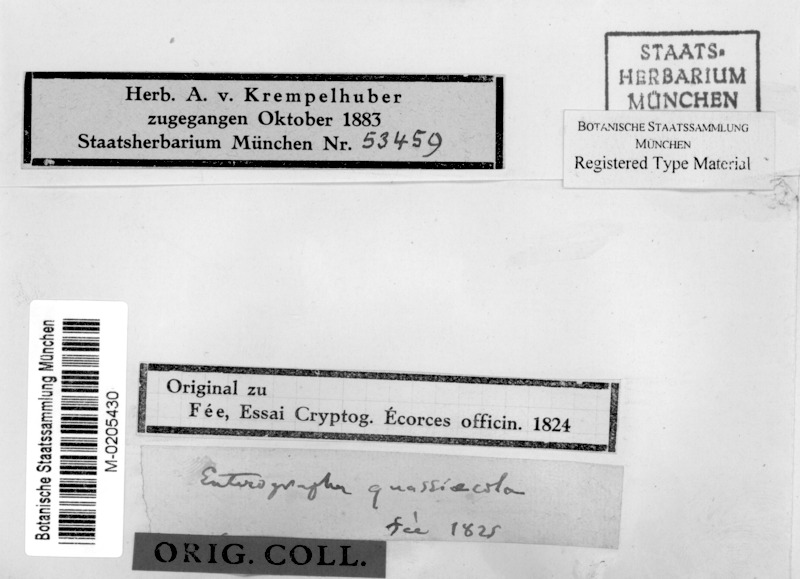 STAATS-
HERBARIUM
MÜNCHEN
Herb. A. v. Krempelhuber
zugegangen Oktober 1883
Staatsherbarium München Nr. 53459
BOTANISCHE STAATSSAMMLUNG
MÜNCHEN
Registered Type Material
Botanische Staatssammlung München
M-0205430
Original zu
Fée, Essai Cryptog. Écorces officin. 1824
Enterographa quassiæcola
Fée 1825
ORIG. COLL.